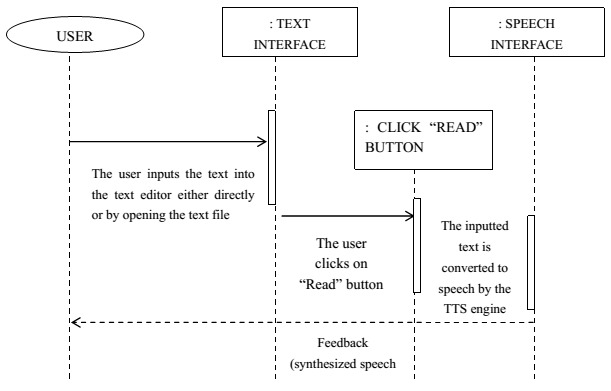 USER
: TEXT
INTERFACE
: SPEECH
INTERFACE
: CLICK “READ”
BUTTON
The user inputs the text into
the text editor either directly
or by opening the text file
The user
clicks on
“Read” button
The inputted
text is
converted to
speech by the
TTS engine
Feedback
(synthesized speech